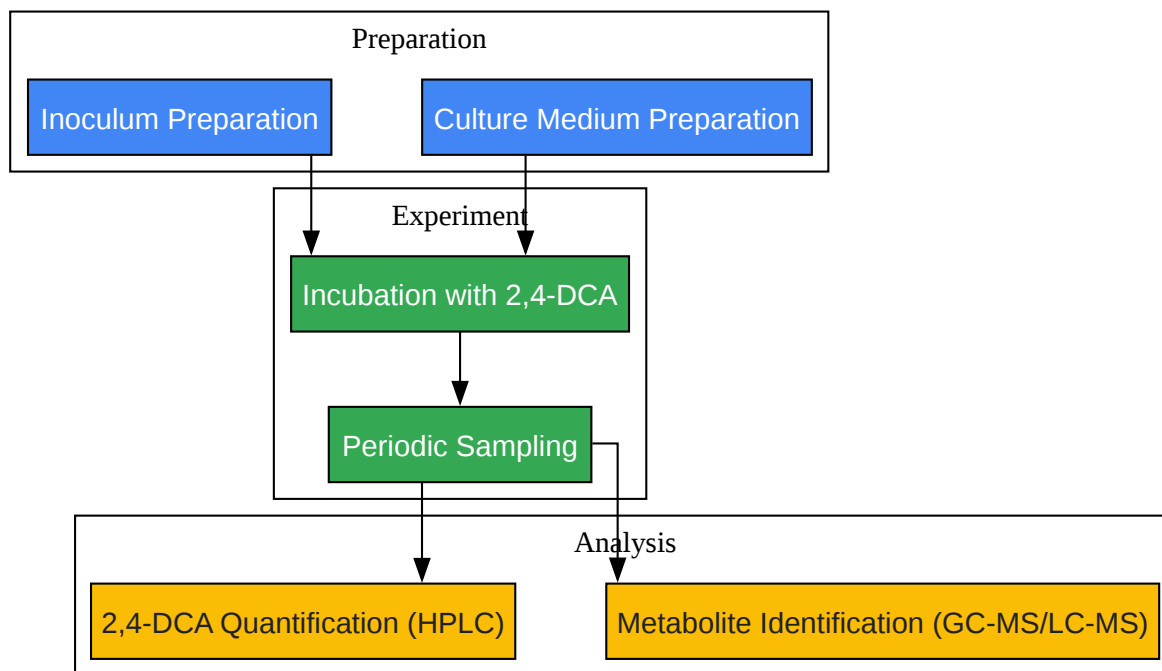 Preparation
Inoculum Preparation
Culture Medium Preparation
Experiment
Incubation with 2,4-DCA
Periodic Sampling
Analysis
2,4-DCA Quantification (HPLC)
Metabolite Identification (GC-MS/LC-MS)